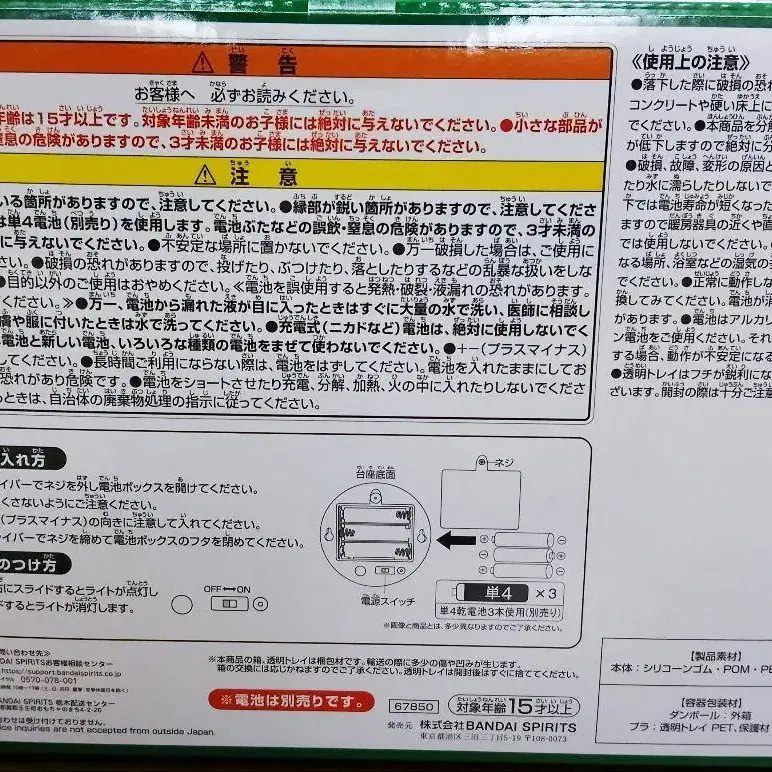 ⚠ 警告
お客様へ 必ずお読みください。
年齢は15才以上です。対象年齢未満のお子様には絶対に与えないでください。●小さな部品が
窒息の危険がありますので、3才未満のお子様には絶対に与えないでください。
⚠ 注意
いる箇所がありますので、注意してください。●縁部が鋭い箇所がありますので、注意してくださ
は単4電池(別売り)を使用します。電池ぶたなどの誤飲・窒息の危険がありますので、3才未満の
に与えないでください。●不安定な場所に置かないでください。●万一破損した場合は、ご使用に
●破損の恐れがありますので、投げたり、ぶつけたり、落としたりするなどの乱暴な扱いをしな
●目的以外のご使用はおやめください。≪電池を誤使用すると発熱・破裂・液漏れの恐れがあります。
ください。≫●万一、電池から漏れた液が目に入ったときはすぐに大量の水で洗い、医師に相談し
膚や服に付いたときは水で洗ってください。●充電式(ニカドなど)電池は、絶対に使用しないでく
電池と新しい電池、いろいろな種類の電池をまぜて使わないでください。●+−(プラスマイナス)
してください。●長時間ご利用にならない際は、電池をはずしてください。電池を入れたままにしてお
恐れがあり危険です。●電池をショートさせたり充電、分解、加熱、火の中に入れたりしないでくださ
っときは、自治体の廃棄物処理の指示に従ってください。
《使用上の注意》
●落下した際に破損の恐れ
コンクリートや硬い床上に
でください。●本商品を分解
が低下しますので絶対に分
●破損、故障、変形の原因と
たり水に濡らしたりしないで
下では電池寿命が短くなった
ますので暖房器具の近くや直
では使用しないでください。
なる場所、浴室などの湿気の多
ください。●正常に動作しな
換してみてください。電池が消
があります。●電池はアルカリ
ン電池をご使用ください。それ
する場合、動作が不安定になる
●透明トレイはフチが鋭利にな
ざいます。開封の際は十分ご注意
入れ方
イバーでネジを外し電池ボックスを開けてください。
くさないようにご注意ください。
(プラスマイナス)の向きに注意して入れてください。
イバーでネジを締めて電池ボックスのフタを閉めてください。
のつけ方
右にスライドするとライトが点灯し
ドするとライトが消灯します。
OFF↔ON
台座底面
ネジ
電源スイッチ
単4 ×3
単4乾電池3本使用(別売り)
※画像と商品とは、多少異なりますのでご了承ください。
問い合わせ先》
BANDAI SPIRITSお客様相談センター
https://support.bandaispirits.co.jp
0570-078-001
BANDAI SPIRITS 栃木配送センター
おもちゃのまち4-2-20
合わせは受け付けておりません。
inquiries are not accepted from outside Japan.
※本商品の箱、透明トレイは梱包材です。輸送の際に多少の傷や凹みが生じます。
箱の交換には応じかねますのでご了承ください。透明トレイは開封後はすぐに捨ててください。
※電池は別売りです。
67850
対象年齢15才以上
発売元 株式会社BANDAI SPIRITS
東京都港区三田三丁目5-19 〒108-0073
【製品素材】
本体:シリコーンゴム・POM・PE
【容器包装材】
ダンボール:外箱
プラ:透明トレイ PET、保護材